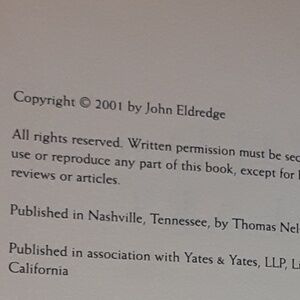 Copyright © 2001 by John Eldredge
All rights reserved. Written permission must be
use or reproduce any part of this book, except for
reviews or articles.
Published in Nashville, Tennessee, by Thomas
Published in association with Yates & Yates, LLP,
California